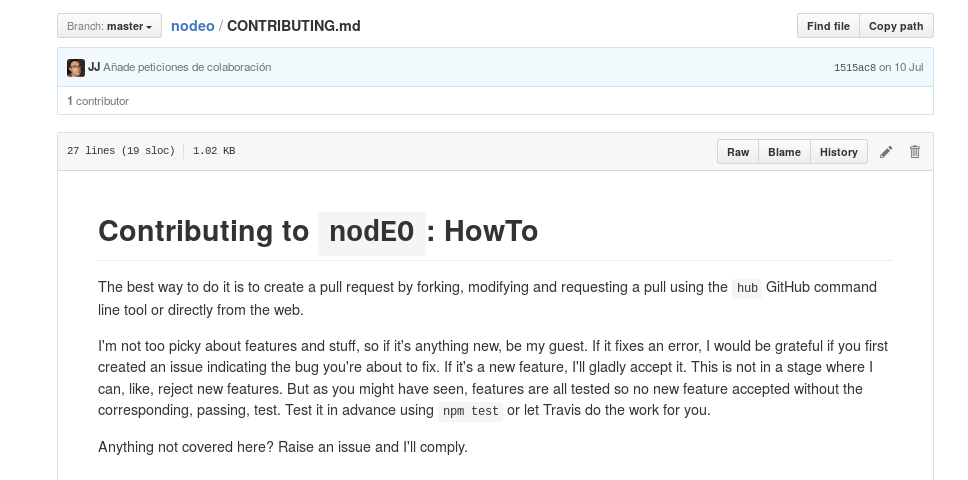 Branch: master nodeo / CONTRIBUTING.md Find file Copy path
JJ Añade peticiones de colaboración 1515ac8 on 10 Jul
1 contributor
27 lines (19 sloc) 1.02 KB Raw Blame History
Contributing to nodEO: HowTo
The best way to do it is to create a pull request by forking, modifying and requesting a pull using the hub GitHub command
line tool or directly from the web.
I'm not too picky about features and stuff, so if it's anything new, be my guest. If it fixes an error, I would be grateful if you first
created an issue indicating the bug you're about to fix. If it's a new feature, I'll gladly accept it. This is not in a stage where I
can, like, reject new features. But as you might have seen, features are all tested so no new feature accepted without the
corresponding, passing, test. Test it in advance using npm test or let Travis do the work for you.
Anything not covered here? Raise an issue and I'll comply.